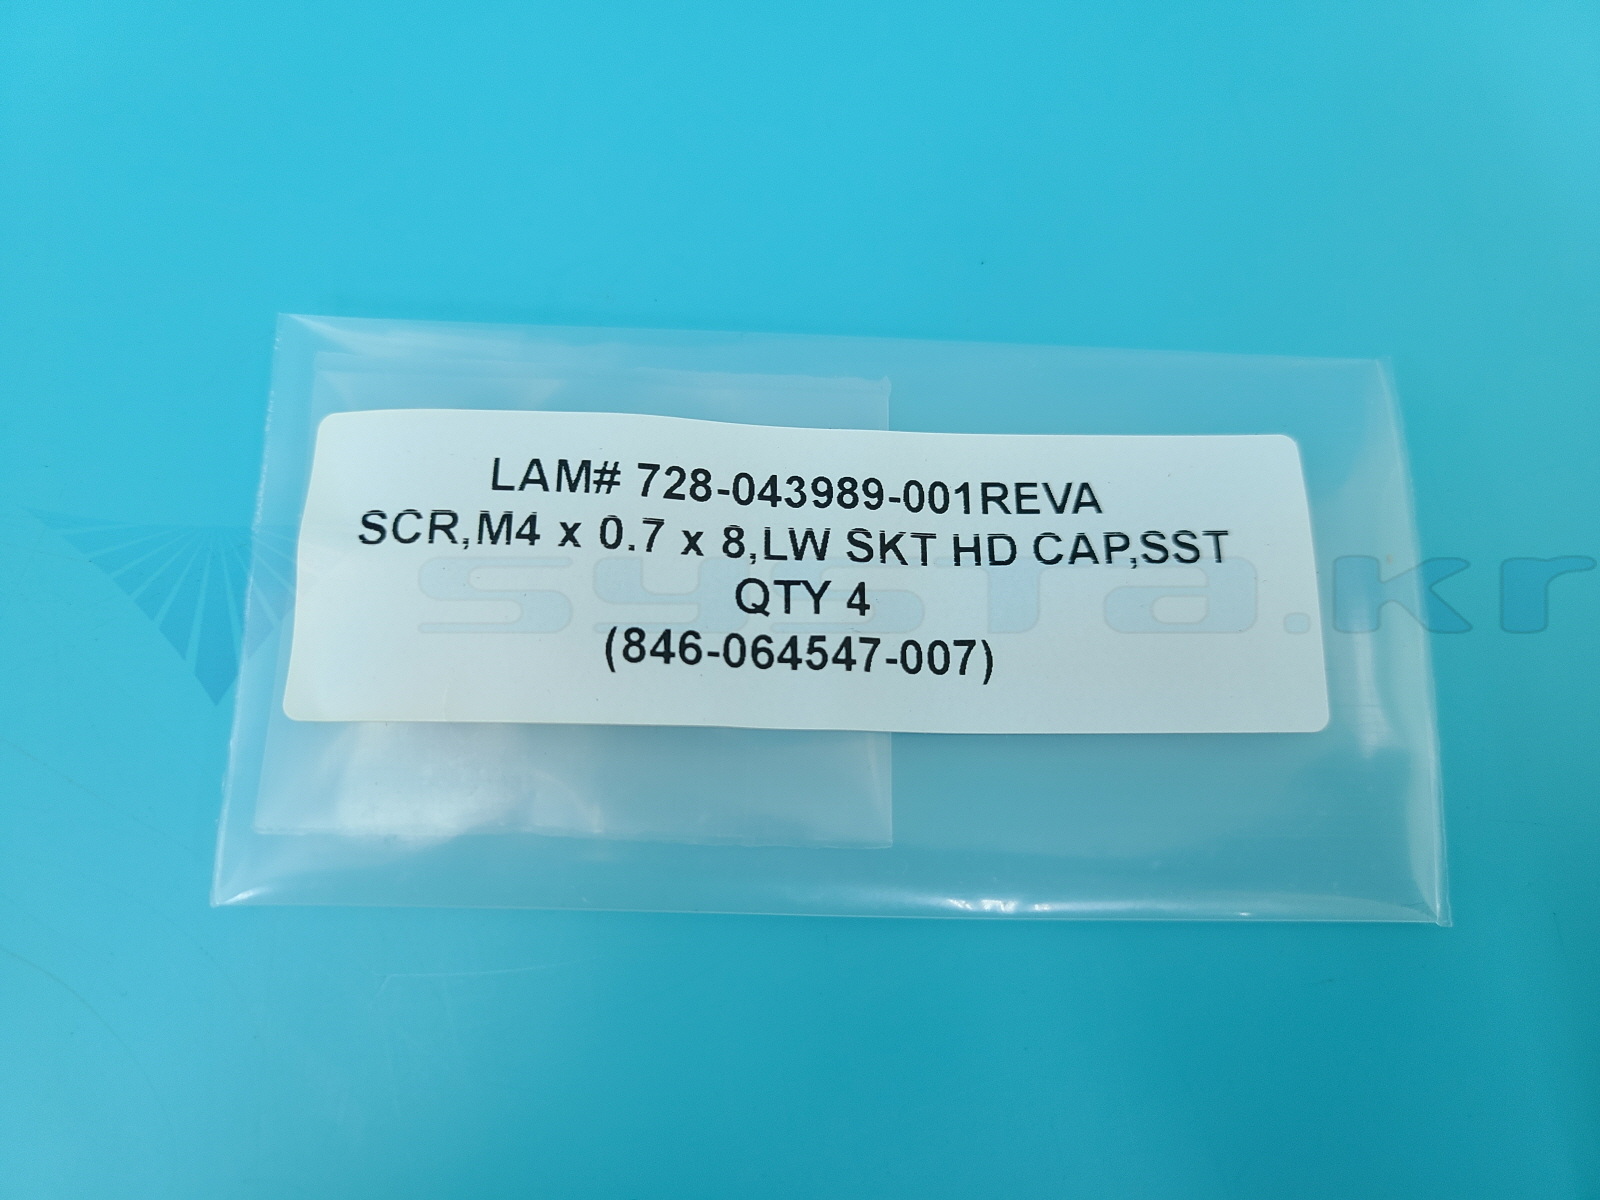 LAM# 728-043989-001REVA
SCR,M4 x 0.7 x 8,LW SKT HD CAP,SST
QTY 4
(846-064547-007)
systa.kr